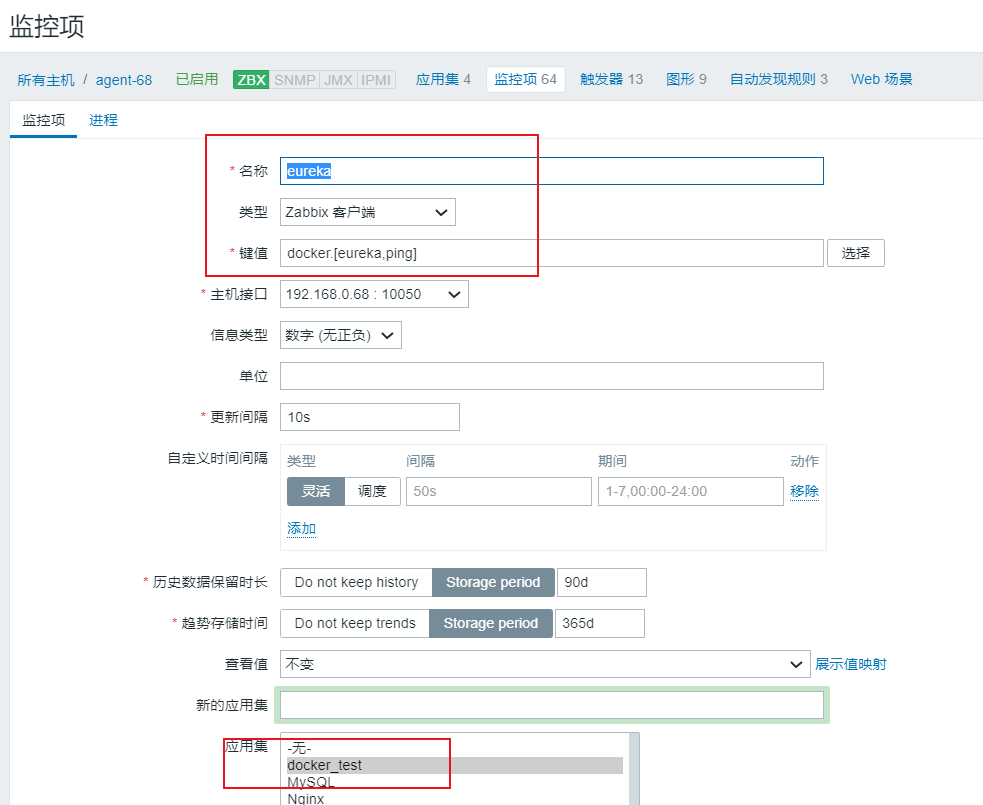 监控项
所有主机 / agent-68 已启用 ZBX SNMP JMX IPMI 应用集 4 监控项 64 触发器 13 图形 9 自动发现规则 3 Web 场景
监控项 进程
* 名称 eureka
类型 Zabbix 客户端
* 键值 docker.[eureka,ping] 选择
* 主机接口 192.168.0.68 : 10050
信息类型 数字 (无正负)
单位
* 更新间隔 10s
自定义时间间隔 类型 间隔 期间 动作
灵活 调度 50s 1-7,00:00-24:00 移除
添加
* 历史数据保留时长 Do not keep history Storage period 90d
* 趋势存储时间 Do not keep trends Storage period 365d
查看值 不变 展示值映射
新的应用集
应用集 -无-
docker_test
MySQL
Nginx